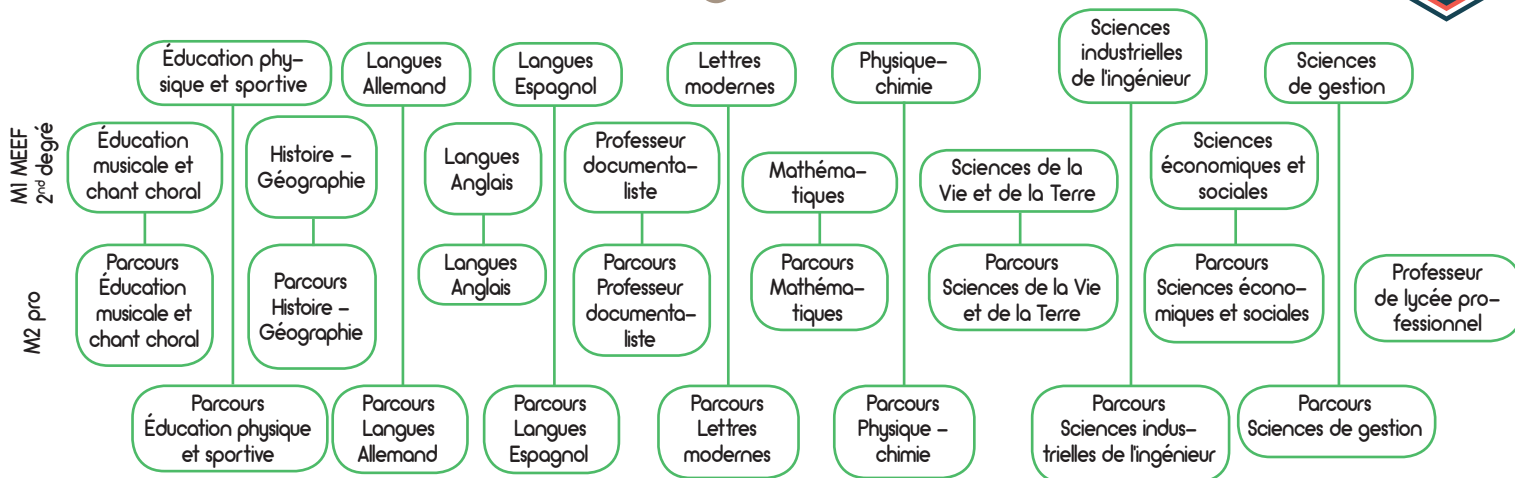 Éducation phy-
sique et sportive
Langues
Allemand
Langues
Espagnol
Lettres
modernes
Physique-
chimie
Sciences
industrielles
de l'ingénieur
Sciences
de gestion
M1 MEEF
2nd degré
Éducation
musicale et
chant choral
Histoire –
Géographie
Langues
Anglais
Professeur
documenta-
liste
Mathéma-
tiques
Sciences de la
Vie et de la Terre
Sciences
économiques et
sociales
M2 pro
Parcours
Éducation
musicale et
chant choral
Parcours
Histoire –
Géographie
Langues
Anglais
Parcours
Professeur
documenta-
liste
Parcours
Mathéma-
tiques
Parcours
Sciences de la Vie
et de la Terre
Parcours
Sciences écono-
miques et sociales
Professeur
de lycée pro-
fessionnel
Parcours
Éducation physique
et sportive
Parcours
Langues
Allemand
Parcours
Langues
Espagnol
Parcours
Lettres
modernes
Parcours
Physique –
chimie
Parcours
Sciences indus-
trielles de l'ingénieur
Parcours
Sciences de gestion